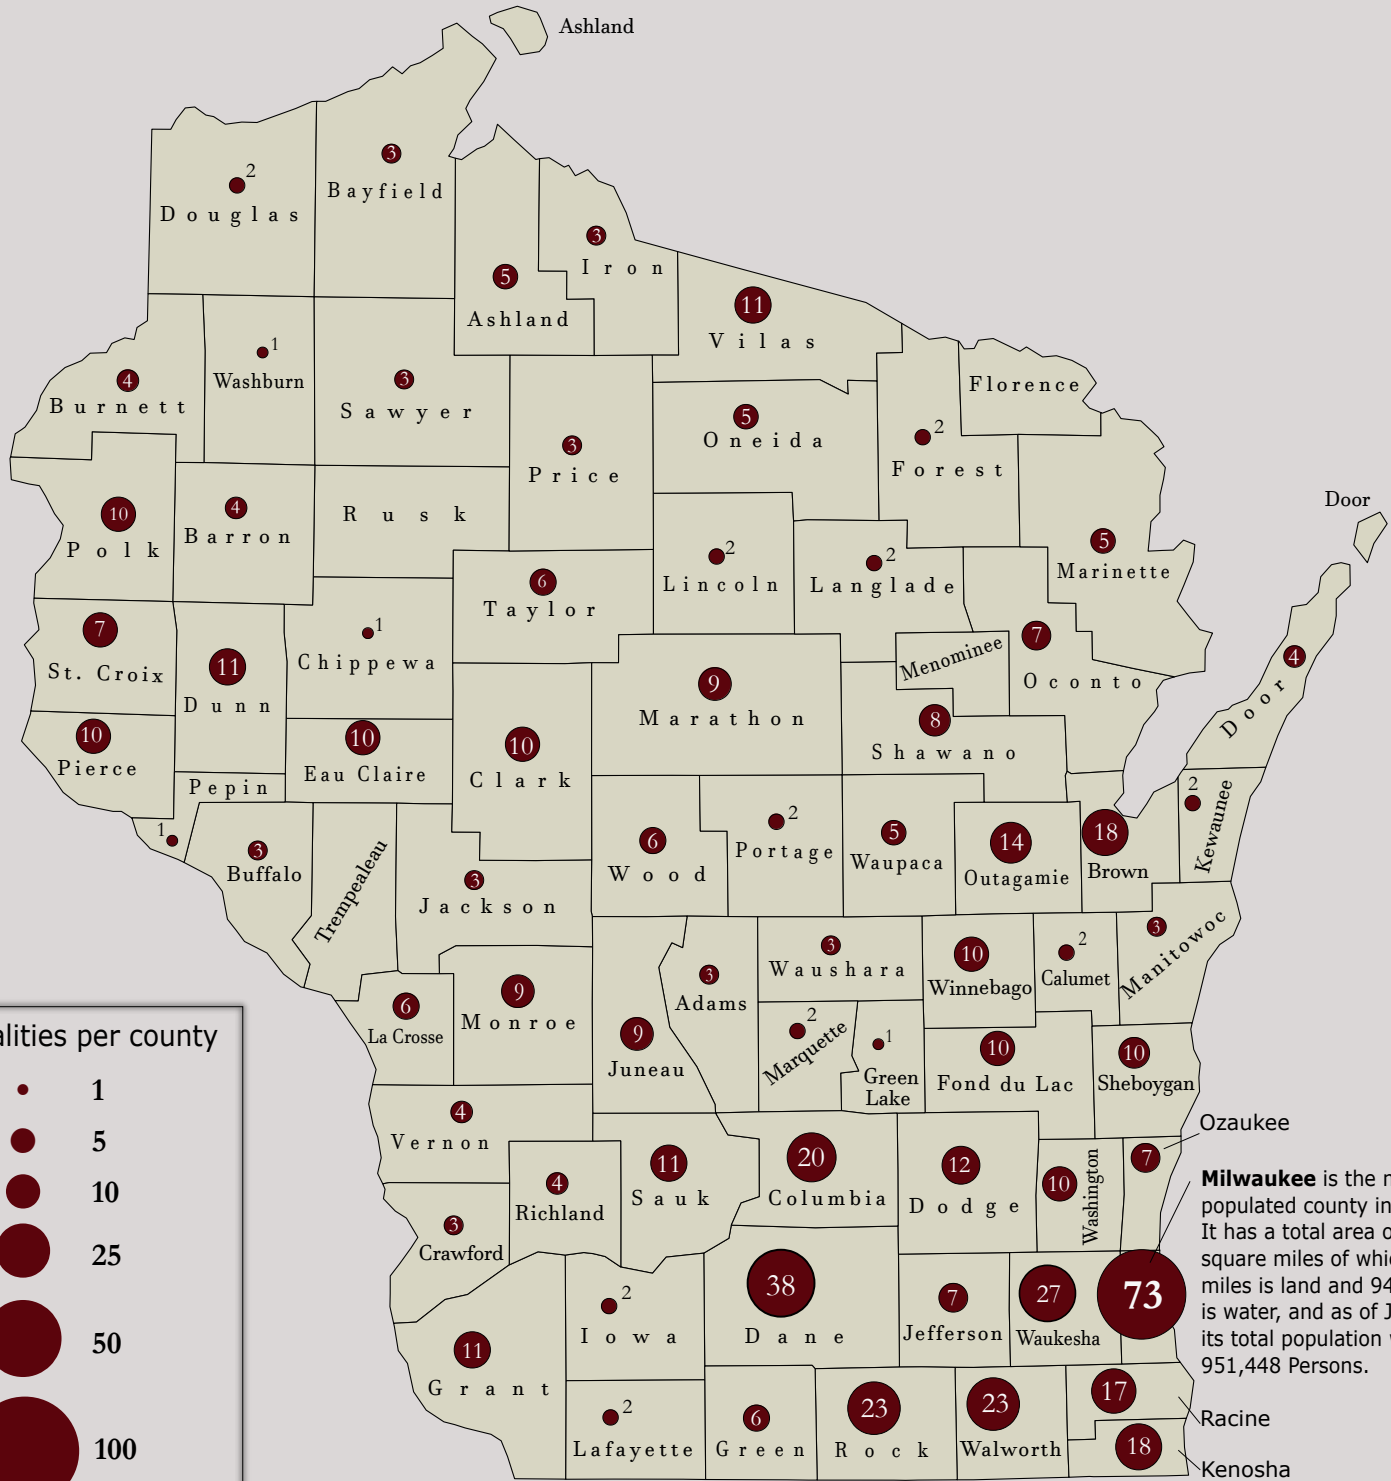 Ashland
2
Douglas
3
Bayfield
3
Iron
5
Ashland
11
Vilas
4
Burnett
1
Washburn
3
Sawyer
3
Price
5
Oneida
2
Forest
Florence
10
Polk
4
Barron
Rusk
6
Taylor
2
Lincoln
2
Langlade
5
Marinette
Door
7
St. Croix
11
Dunn
1
Chippewa
9
Marathon
Menominee
7
Oconto
4
Door
10
Pierce
Pepin
1
10
Eau Claire
10
Clark
8
Shawano
3
Buffalo
Trempealeau
3
Jackson
6
Wood
2
Portage
5
Waupaca
14
Outagamie
18
Brown
2
Kewaunee
6
La Crosse
9
Monroe
9
Juneau
3
Adams
3
Waushara
10
Winnebago
2
Calumet
3
Manitowoc
2
Marquette
1
Green
Lake
10
Fond du Lac
10
Sheboygan
4
Vernon
4
Richland
11
Sauk
20
Columbia
12
Dodge
10
Washington
7
Ozaukee
3
Crawford
11
Grant
2
Iowa
38
Dane
7
Jefferson
27
Waukesha
73
2
Lafayette
6
Green
23
Rock
23
Walworth
17
Racine
18
Kenosha
Milwaukee is the
populated county in
It has a total area
square miles of
miles is land and
is water, and as of
its total population
951,448 Persons.
per county
1
5
10
25
50
100